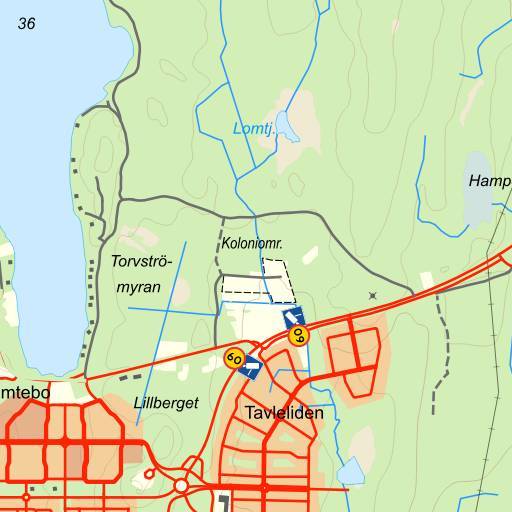 36
Lomtj.
Hamp
Koloniomr.
Torvströ-
myran
60
60
mtebo
Lillberget
Tavleliden